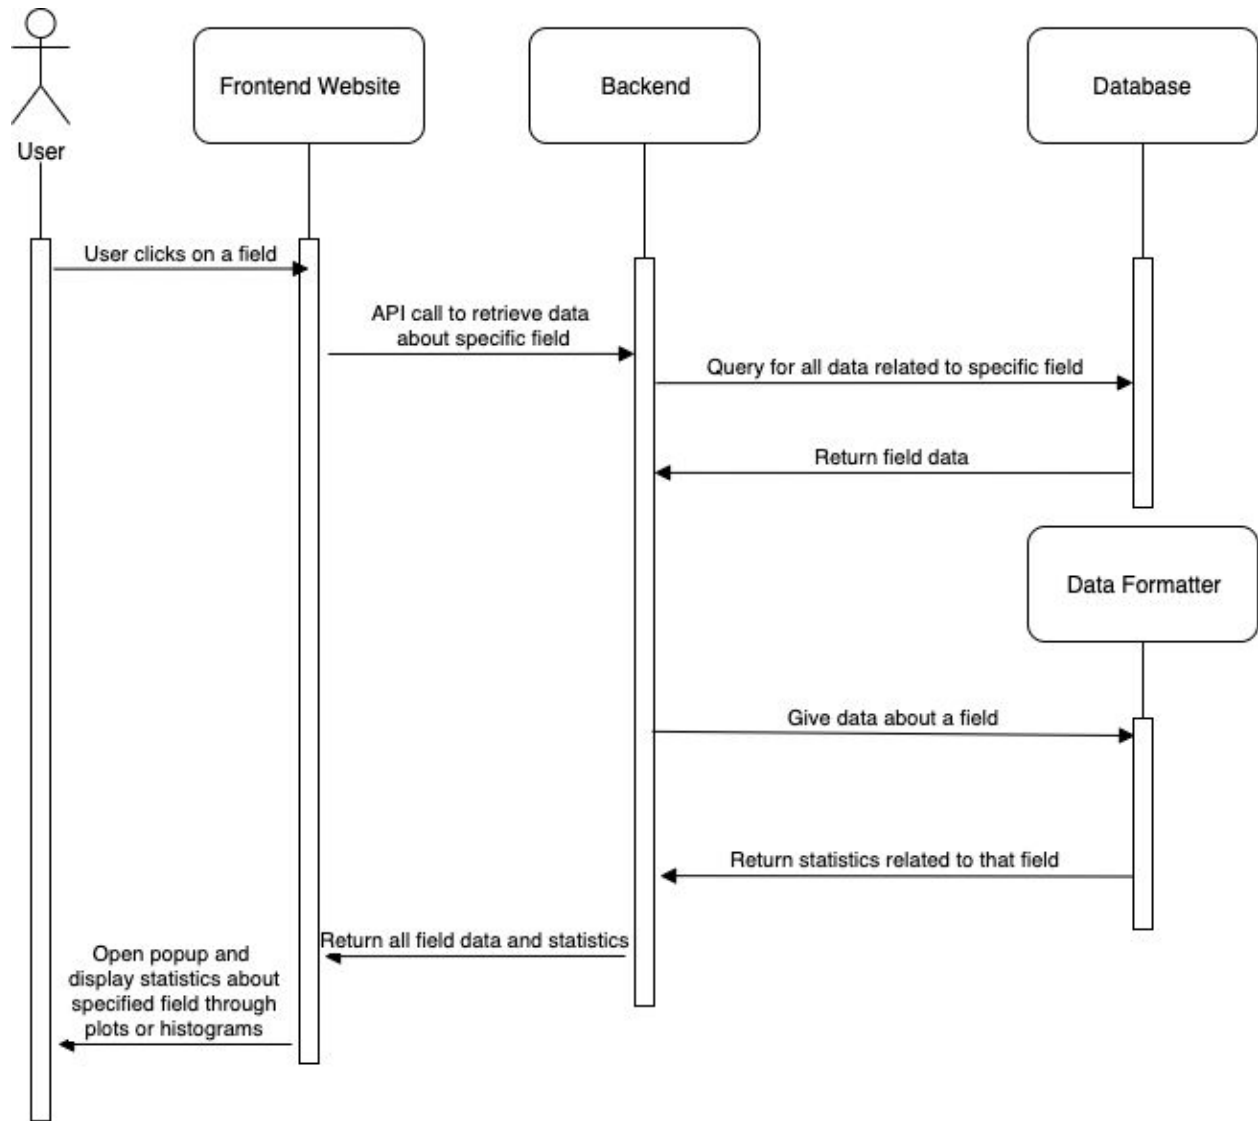 User
Frontend Website
Backend
Database
User clicks on a field
API call to retrieve data
about specific field
Query for all data related to specific field
Return field data
Data Formatter
Give data about a field
Return statistics related to that field
Return all field data and statistics
Open popup and
display statistics about
specified field through
plots or histograms